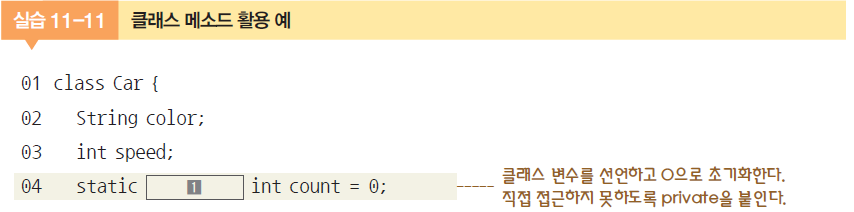 실습 11-11 클래스 메소드 활용 예
01 class Car {
02 String color;
03 int speed;
04 static 1 int count = 0; 클래스 변수를 선언하고 0으로 초기화한다.
직접 접근하지 못하도록 private을 붙인다.